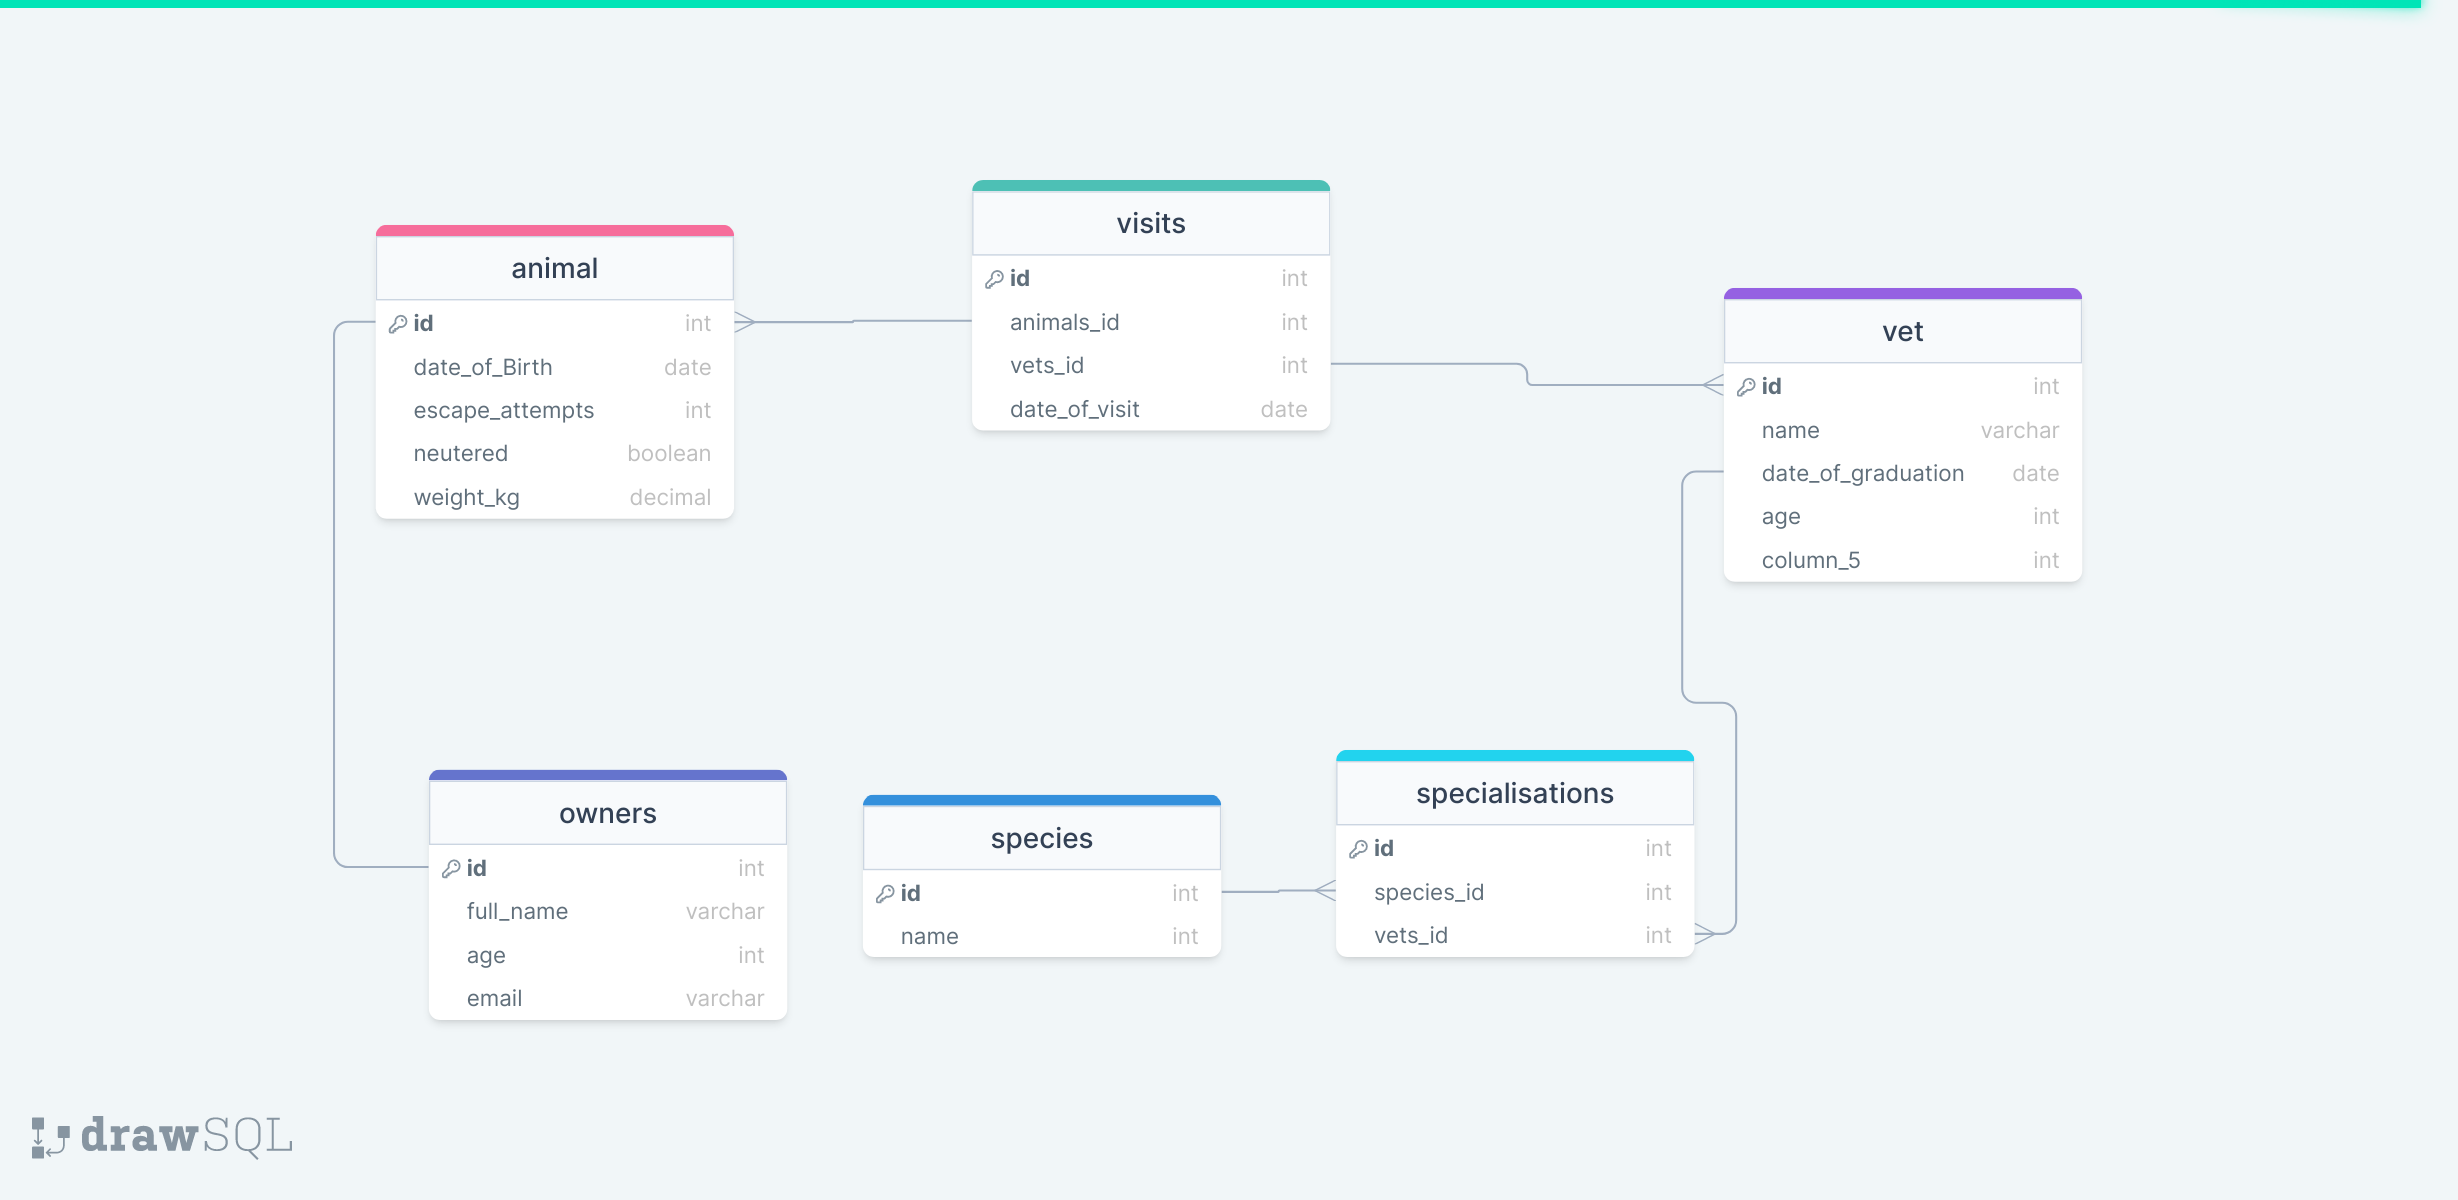 animal
id int
date_of_Birth date
escape_attempts int
neutered boolean
weight_kg decimal
visits
id int
animals_id int
vets_id int
date_of_visit date
vet
id int
name varchar
date_of_graduation date
age int
column_5 int
owners
id int
full_name varchar
age int
email varchar
species
id int
name int
specialisations
id int
species_id int
vets_id int
drawSQL